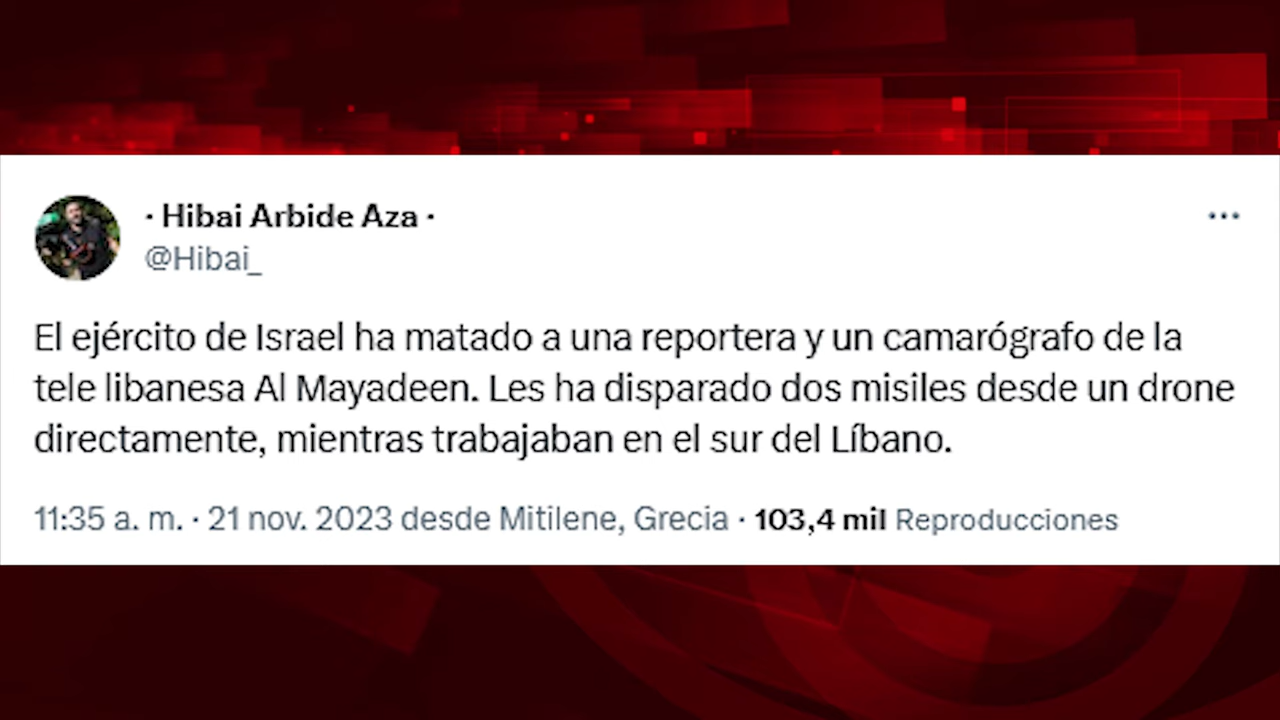 · Hibai Arbide Aza ·
@Hibai_
El ejército de Israel ha matado a una reportera y un camarógrafo de la
tele libanesa Al Mayadeen. Les ha disparado dos misiles desde un drone
directamente, mientras trabajaban en el sur del Líbano.
11:35 a. m. · 21 nov. 2023 desde Mitilene, Grecia · 103,4 mil Reproducciones